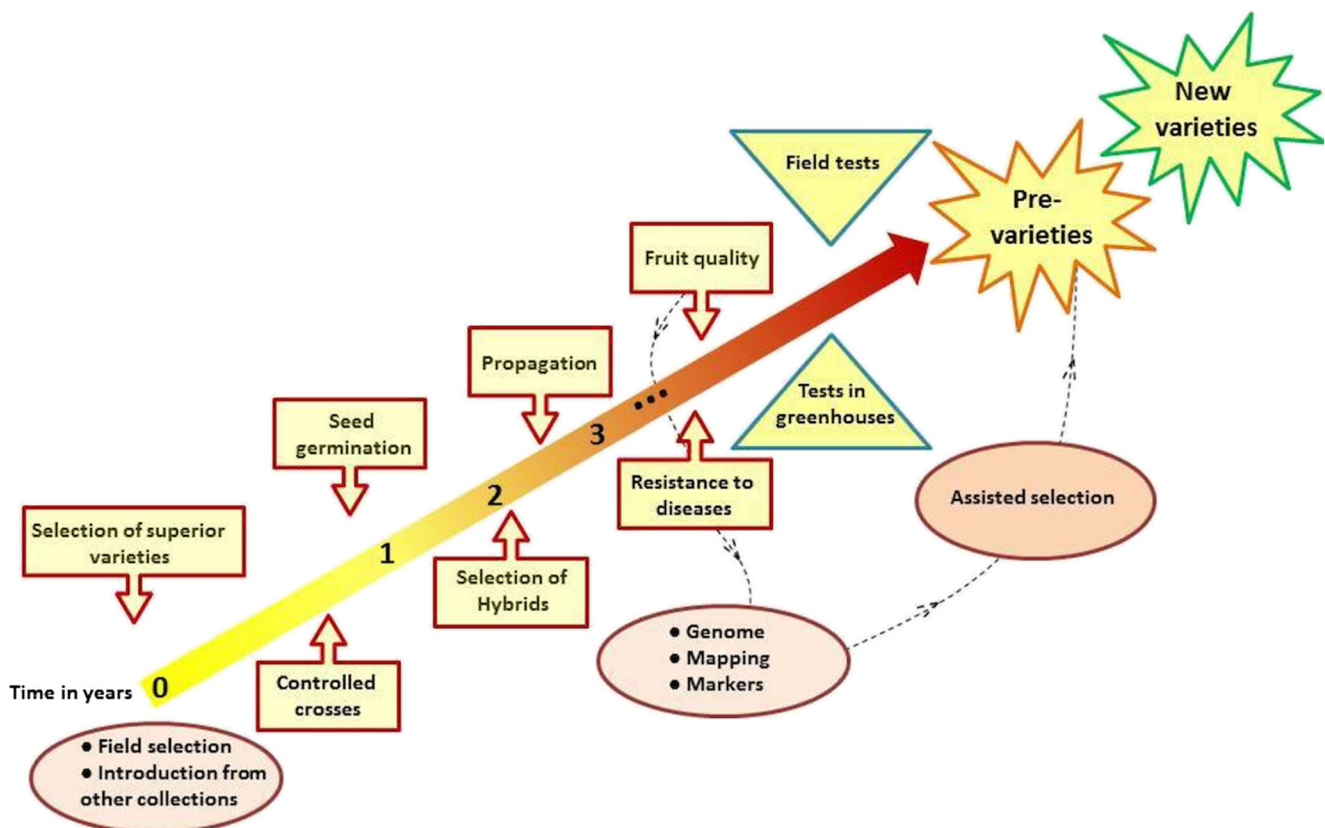 New
varieties
Field tests
Pre-
varieties
Fruit quality
Propagation
Tests in
greenhouses
Seed
germination
...
3
Resistance to
diseases
Assisted selection
2
Selection of superior
varieties
1
Selection of
Hybrids
● Genome
● Mapping
● Markers
Time in years
0
Controlled
crosses
● Field selection
● Introduction from
other collections